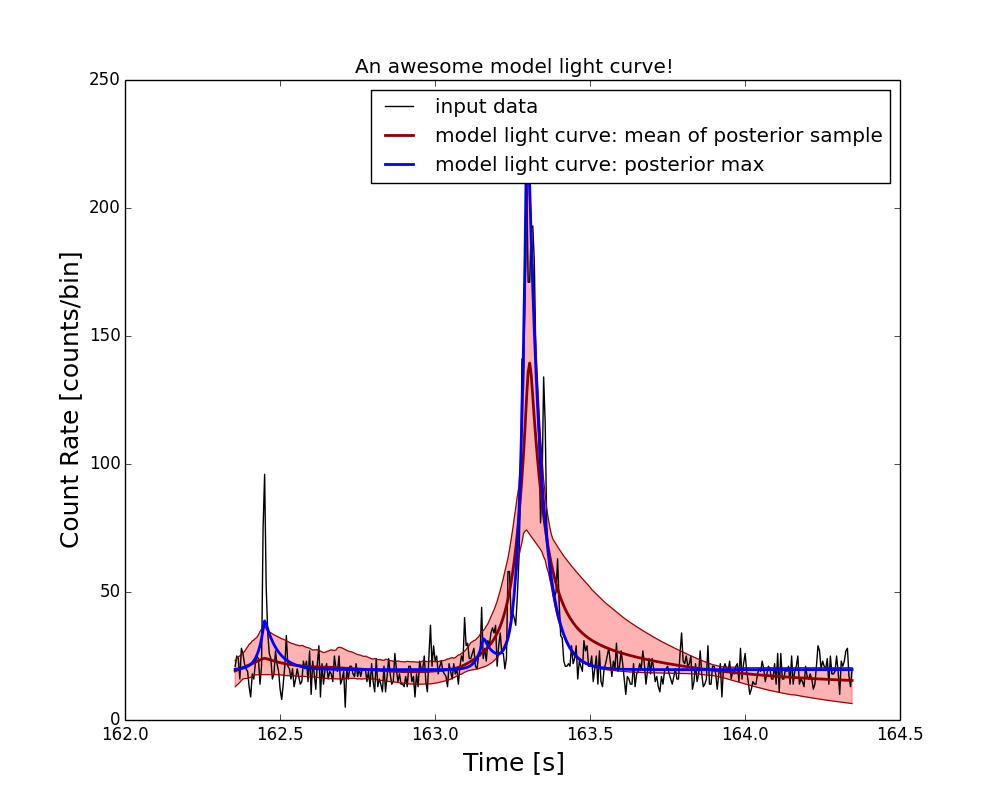 An awesome model light curve!
250
input data
model light curve: mean of posterior sample
model light curve: posterior max
200
150
100
50
0
Count Rate [counts/bin]
162.0 162.5 163.0 163.5 164.0 164.5
Time [s]